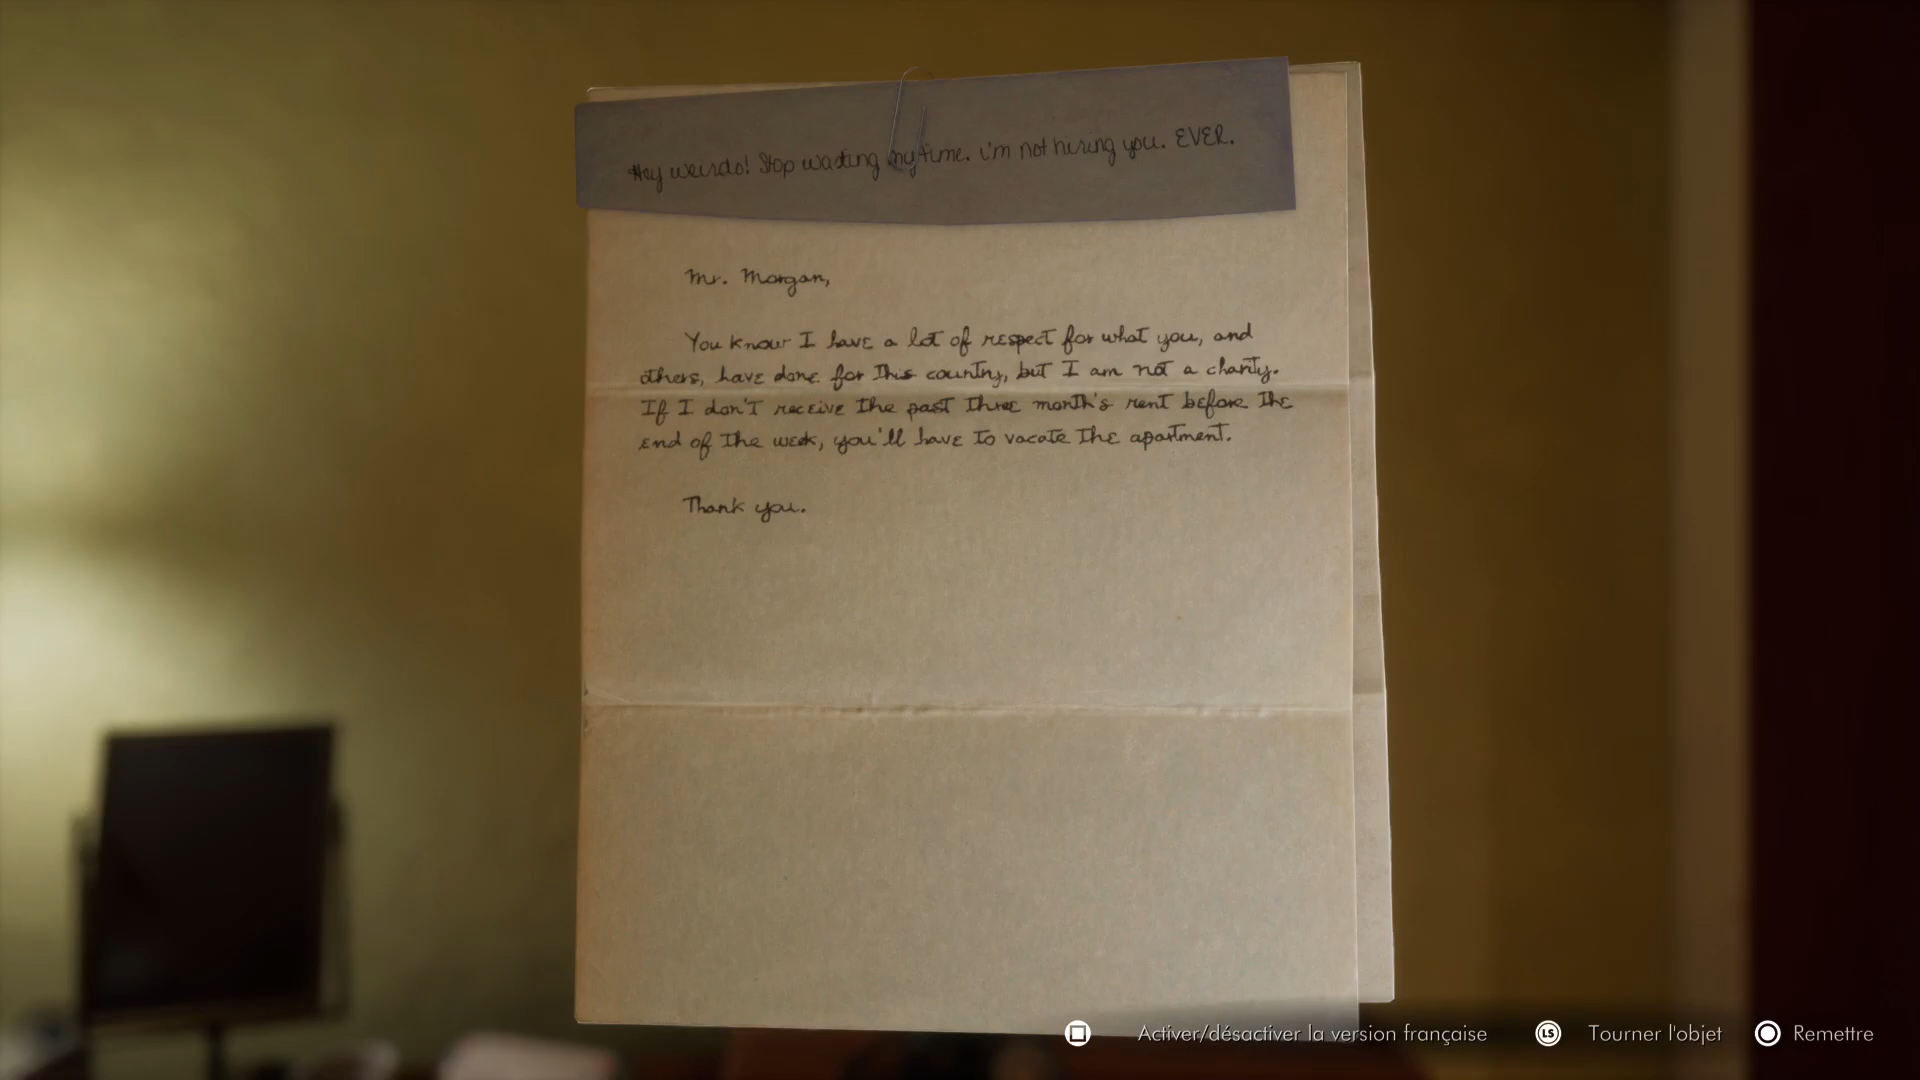 Hey weirdo! Stop wasting my time. i'm not hiring you. EVER.
Mr. Morgan,
You know I have a lot of respect for what you, and
others, have done for this country, but I am not a charity.
If I don't receive the past three month's rent before the
end of the week, you'll have to vacate the apartment.
Thank you.
Activer/désactiver la version française
LS
Tourner l'objet
Remettre